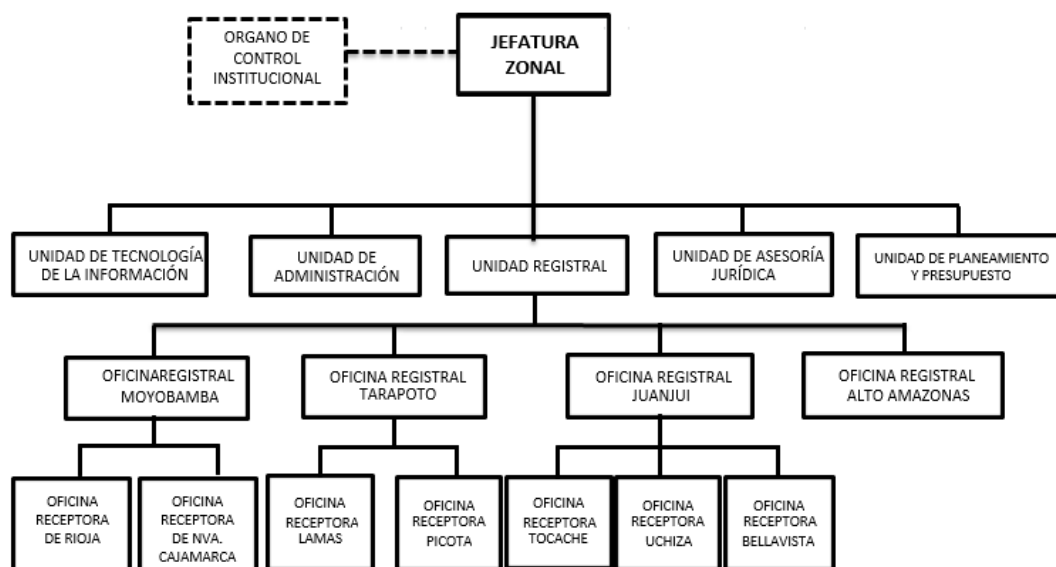 ORGANO DE
CONTROL
INSTITUCIONAL
JEFATURA
ZONAL
UNIDAD DE TECNOLOGÍA
DE LA INFORMACIÓN
UNIDAD DE
ADMINISTRACIÓN
UNIDAD REGISTRAL
UNIDAD DE ASESORÍA
JURÍDICA
UNIDAD DE PLANEAMIENTO
Y PRESUPUESTO
OFICINAREGISTRAL
MOYOBAMBA
OFICINA REGISTRAL
TARAPOTO
OFICINA REGISTRAL
JUANJUI
OFICINA REGISTRAL
ALTO AMAZONAS
OFICINA
RECEPTORA
DE RIOJA
OFICINA
RECEPTORA
DE NVA.
CAJAMARCA
OFICINA
RECEPTORA
LAMAS
OFICINA
RECEPTORA
PICOTA
OFICINA
RECEPTORA
TOCACHE
OFICINA
RECEPTORA
UCHIZA
OFICINA
RECEPTORA
BELLAVISTA